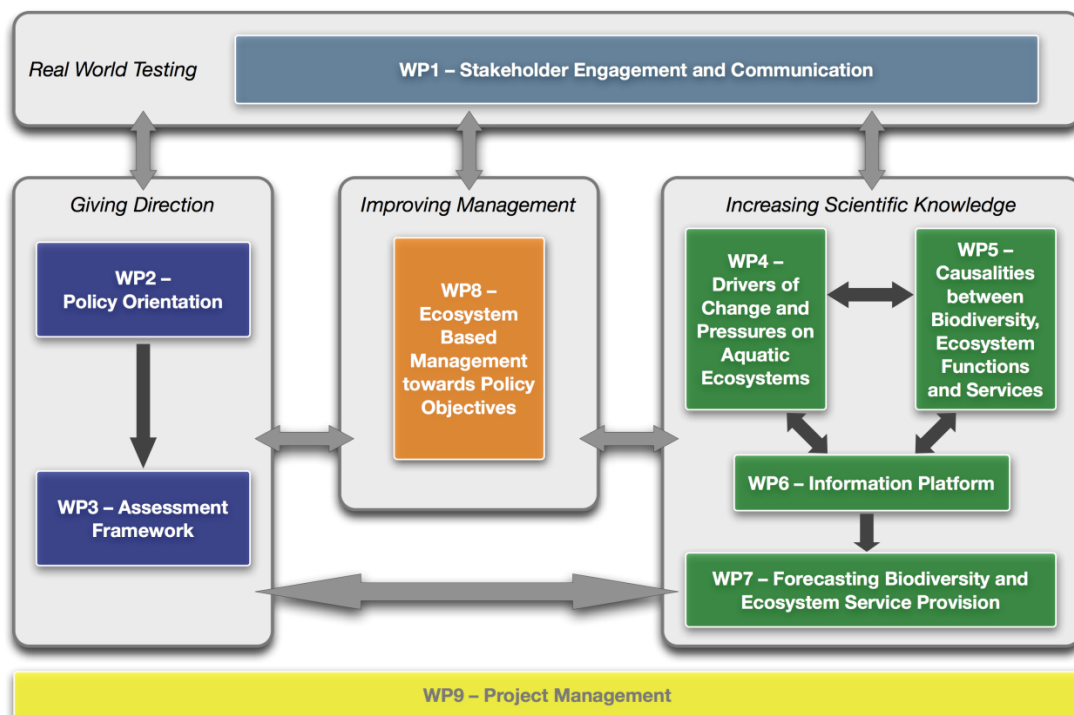 Real World Testing
WP1 – Stakeholder Engagement and Communication
Giving Direction
WP2 –
Policy Orientation
WP3 – Assessment
Framework
Improving Management
WP8 –
Ecosystem
Based
Management
towards Policy
Objectives
Increasing Scientific Knowledge
WP4 –
Drivers of
Change and
Pressures on
Aquatic
Ecosystems
WP5 –
Causalities
between
Biodiversity,
Ecosystem
Functions
and Services
WP6 – Information Platform
WP7 – Forecasting Biodiversity and
Ecosystem Service Provision
WP9 – Project Management